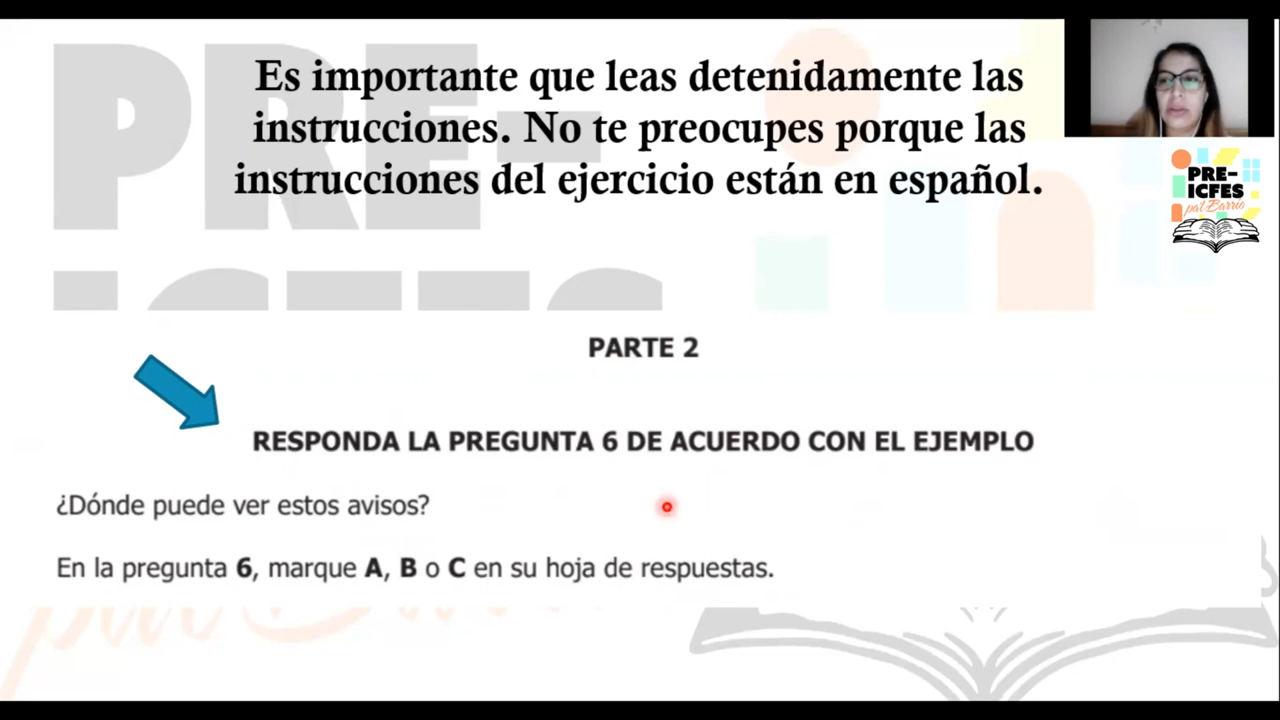 Es importante que leas detenidamente las
instrucciones. No te preocupes porque las
instrucciones del ejercicio están en español.
PRE-
ICFES
pa'l Barrio
PRE-
PARTE 2
RESPONDA LA PREGUNTA 6 DE ACUERDO CON EL EJEMPLO
¿Dónde puede ver estos avisos?
En la pregunta 6, marque A, B o C en su hoja de respuestas.